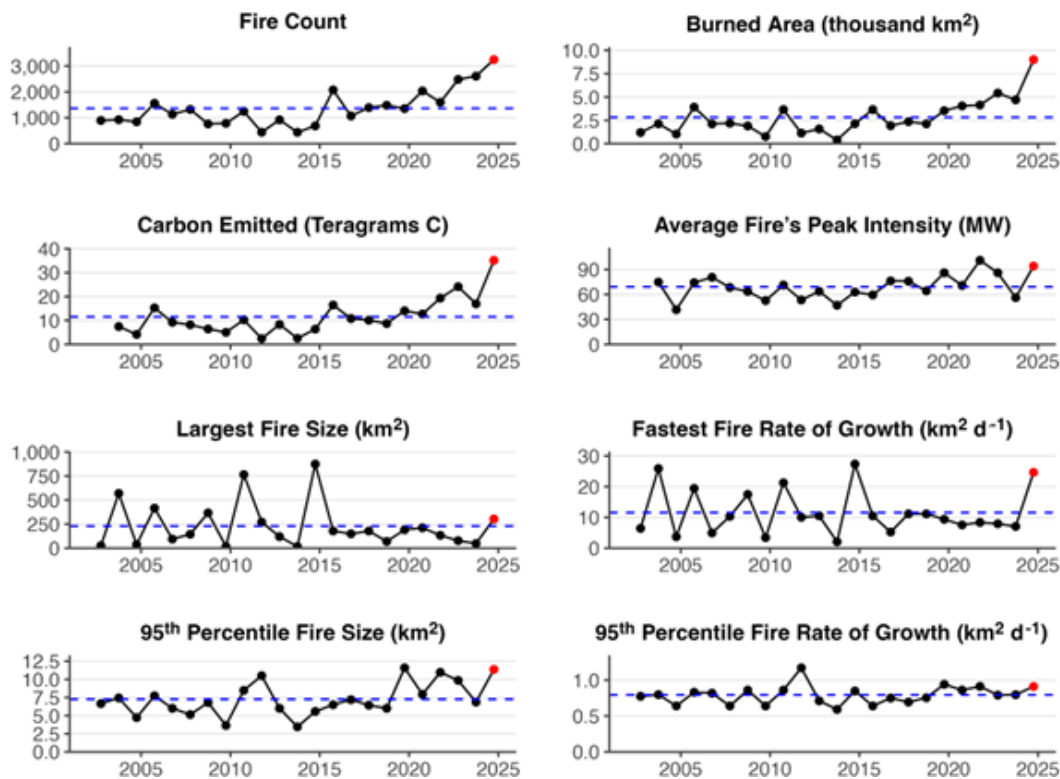 Fire Count
3,000
2,000
1,000
0
2005 2010 2015 2020 2025
Burned Area (thousand km²)
10.0
7.5
5.0
2.5
0.0
2005 2010 2015 2020 2025
Carbon Emitted (Teragrams C)
40
30
20
10
0
2005 2010 2015 2020 2025
Average Fire's Peak Intensity (MW)
90
60
30
0
2005 2010 2015 2020 2025
Largest Fire Size (km²)
1,000
750
500
250
0
2005 2010 2015 2020 2025
Fastest Fire Rate of Growth (km² d⁻¹)
30
20
10
0
2005 2010 2015 2020 2025
95ᵗʰ Percentile Fire Size (km²)
12.5
10.0
7.5
5.0
2.5
0.0
2005 2010 2015 2020 2025
95ᵗʰ Percentile Fire Rate of Growth (km² d⁻¹)
1.0
0.5
0.0
2005 2010 2015 2020 2025